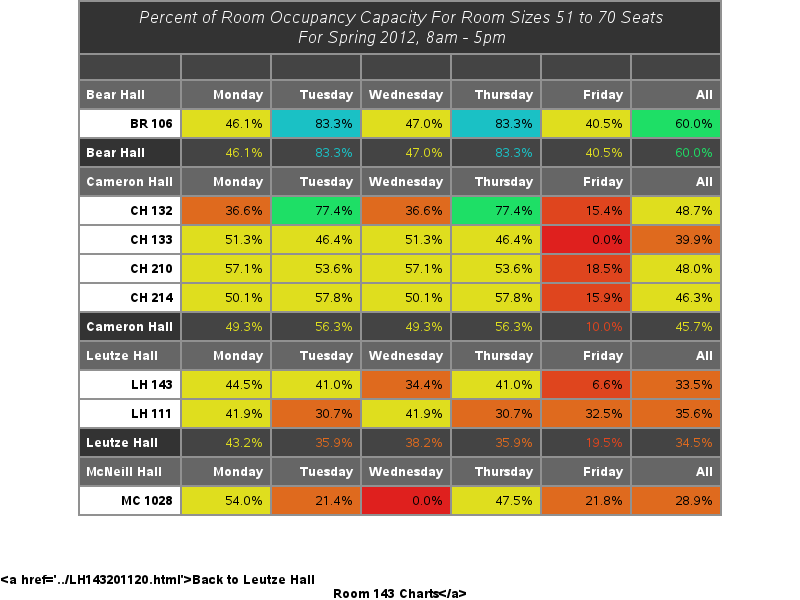 Percent of Room Occupancy Capacity For Room Sizes 51 to 70 Seats
For Spring 2012, 8am - 5pm
Bear Hall Monday Tuesday Wednesday Thursday Friday All
BR 106 46.1% 83.3% 47.0% 83.3% 40.5% 60.0%
Bear Hall 46.1% 83.3% 47.0% 83.3% 40.5% 60.0%
Cameron Hall Monday Tuesday Wednesday Thursday Friday All
CH 132 36.6% 77.4% 36.6% 77.4% 15.4% 48.7%
CH 133 51.3% 46.4% 51.3% 46.4% 0.0% 39.9%
CH 210 57.1% 53.6% 57.1% 53.6% 18.5% 48.0%
CH 214 50.1% 57.8% 50.1% 57.8% 15.9% 46.3%
Cameron Hall 49.3% 56.3% 49.3% 56.3% 10.0% 45.7%
Leutze Hall Monday Tuesday Wednesday Thursday Friday All
LH 143 44.5% 41.0% 34.4% 41.0% 6.6% 33.5%
LH 111 41.9% 30.7% 41.9% 30.7% 32.5% 35.6%
Leutze Hall 43.2% 35.9% 38.2% 35.9% 19.5% 34.5%
McNeill Hall Monday Tuesday Wednesday Thursday Friday All
MC 1028 54.0% 21.4% 0.0% 47.5% 21.8% 28.9%
<a href='../LH143201120.html'>Back to Leutze Hall
Room 143 Charts</a>